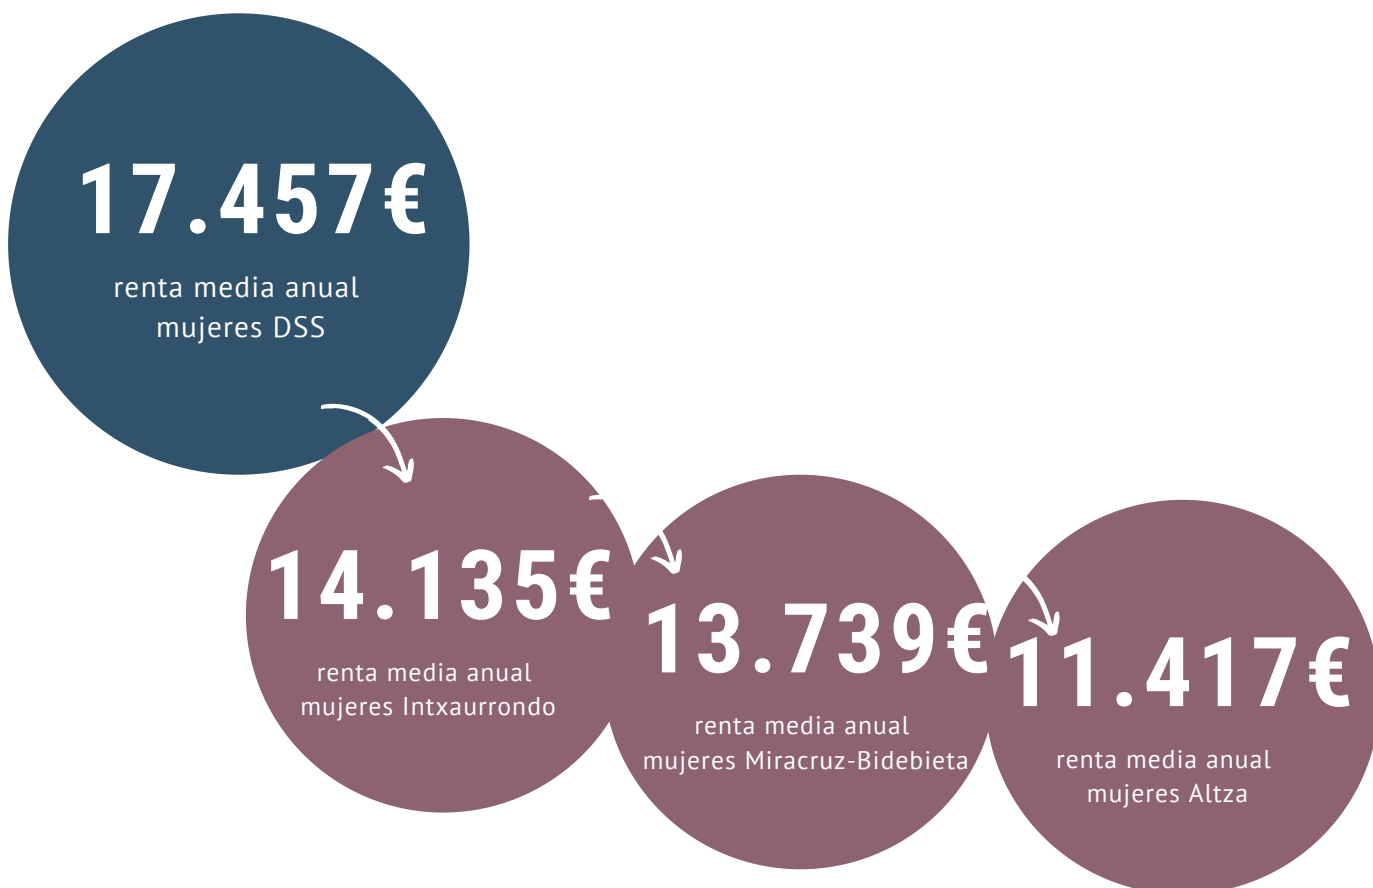 17.457€
renta media anual
mujeres DSS
14.135€
renta media anual
mujeres Intxaurrondo
13.739€
renta media anual
mujeres Miracruz-Bidebieta
11.417€
renta media anual
mujeres Altza